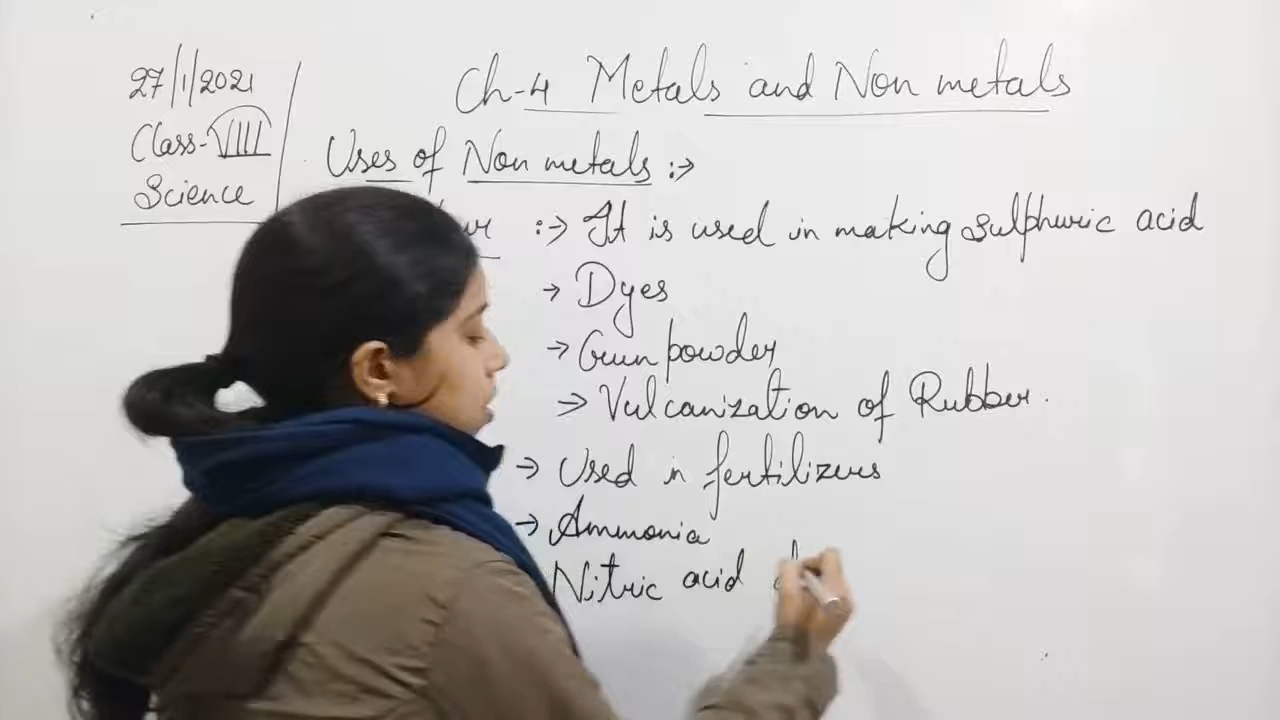 27/1/2021
Class-VIII
Science
Ch-4 Metals and Non metals
Uses of Non metals :->
:-> It is used in making sulphuric acid
-> Dyes
-> Gun powder
=> Vulcanization of Rubber.
-> Used in fertilizers
-> Ammonia
Nitric acid